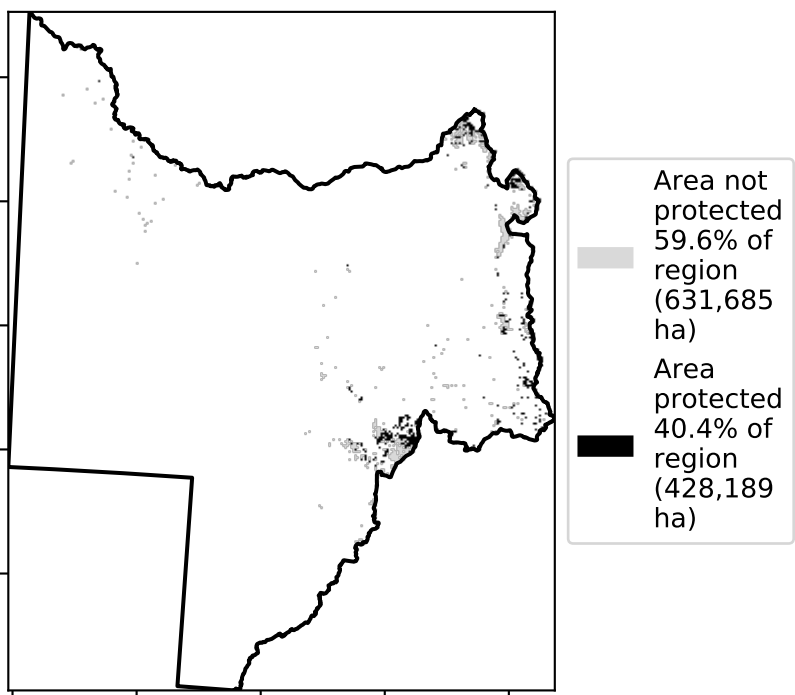 Area not
protected
59.6% of
region
(631,685
ha)
Area
protected
40.4% of
region
(428,189
ha)